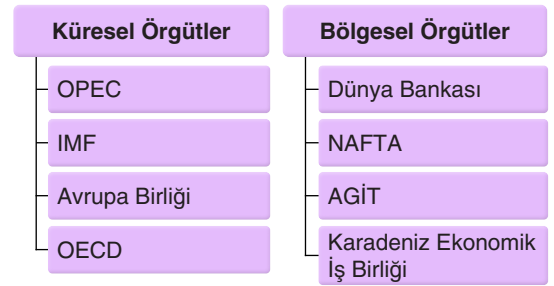 Küresel Örgütler
OPEC
IMF
Avrupa Birliği
OECD
Bölgesel Örgütler
Dünya Bankası
NAFTA
AGİT
Karadeniz Ekonomik
İş Birliği